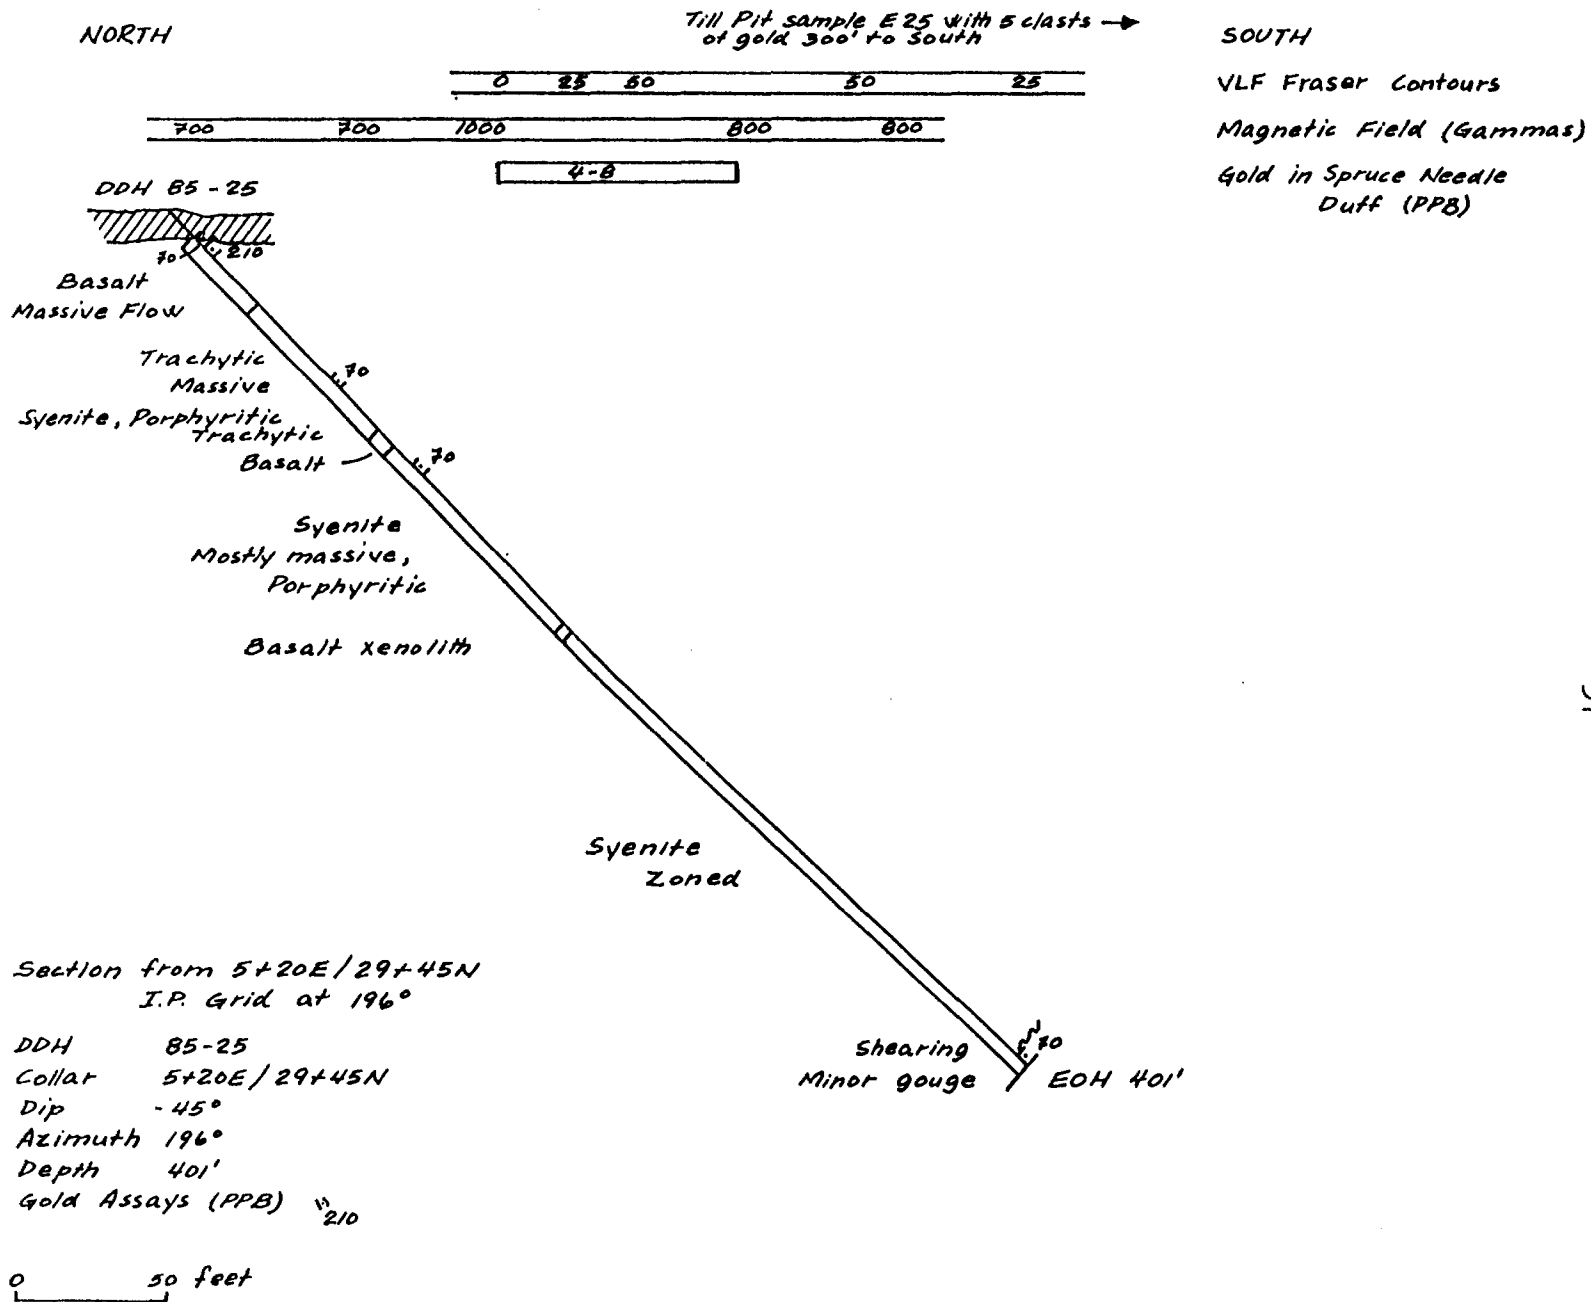 NORTH
Till Pit sample E25 with 5 clasts
of gold 300' to south
SOUTH
0 25 50 50 25
VLF Fraser Contours
700 700 1000 800 800
Magnetic Field (Gammas)
4-8
Gold in Spruce Needle
Duff (PPB)
DDH 85-25
70 210
Basalt
Massive Flow
Trachytic
Massive
70
Syenite, Porphyritic
Trachytic
Basalt
70
Syenite
Mostly massive,
Porphyritic
Basalt Xenolith
Syenite
Zoned
Section from 5+20E/29+45N
I.P. Grid at 196°
Shearing
Minor gouge
70
EOH 401'
DDH 85-25
Collar 5+20E/29+45N
Dip -45°
Azimuth 196°
Depth 401'
Gold Assays (PPB) 210
0 50 feet